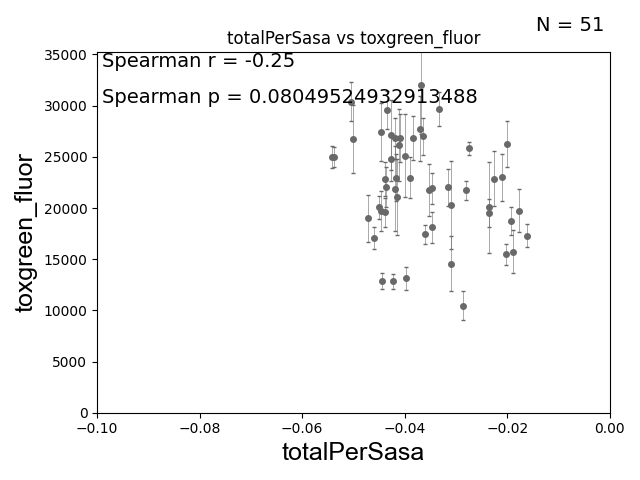 N = 51
totalPerSasa vs toxgreen_fluor
Spearman r = -0.25
Spearman p = 0.08049524932913488
toxgreen_fluor
35000
30000
25000
20000
15000
10000
5000
0
−0.10 −0.08 −0.06 −0.04 −0.02 0.00
totalPerSasa